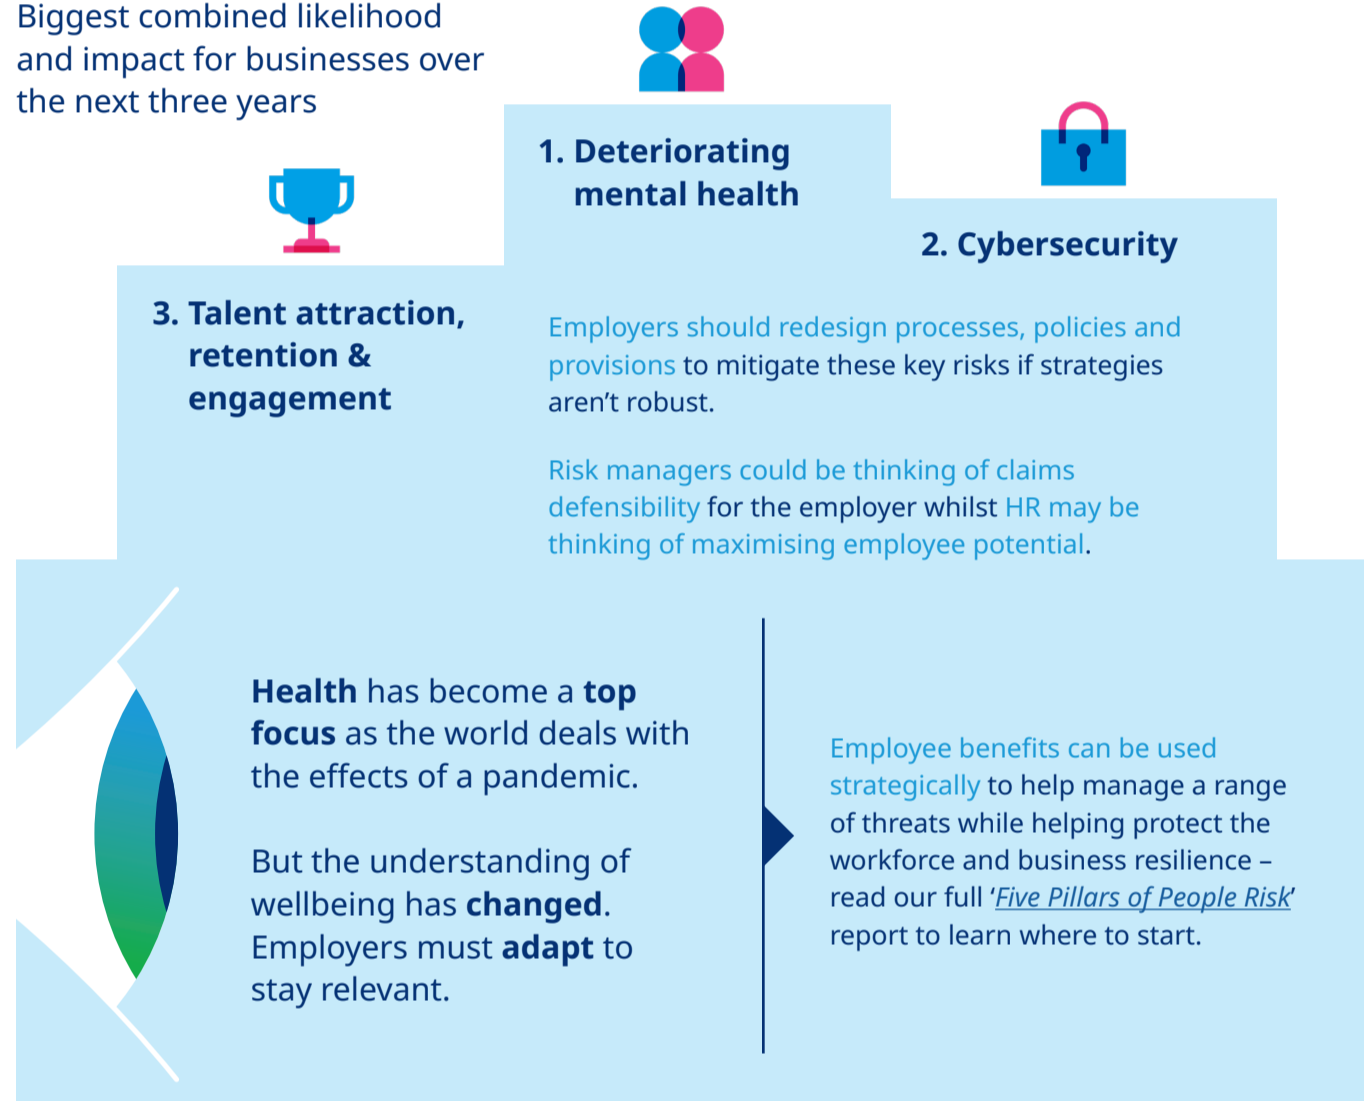 Biggest combined likelihood
and impact for businesses over
the next three years
1. Deteriorating
mental health
2. Cybersecurity
3. Talent attraction,
retention &
engagement
Employers should redesign processes, policies and
provisions to mitigate these key risks if strategies
aren’t robust.
Risk managers could be thinking of claims
defensibility for the employer whilst HR may be
thinking of maximising employee potential.
Health has become a top
focus as the world deals with
the effects of a pandemic.
But the understanding of
wellbeing has changed.
Employers must adapt to
stay relevant.
Employee benefits can be used
strategically to help manage a range
of threats while helping protect the
workforce and business resilience –
read our full ‘Five Pillars of People Risk’
report to learn where to start.